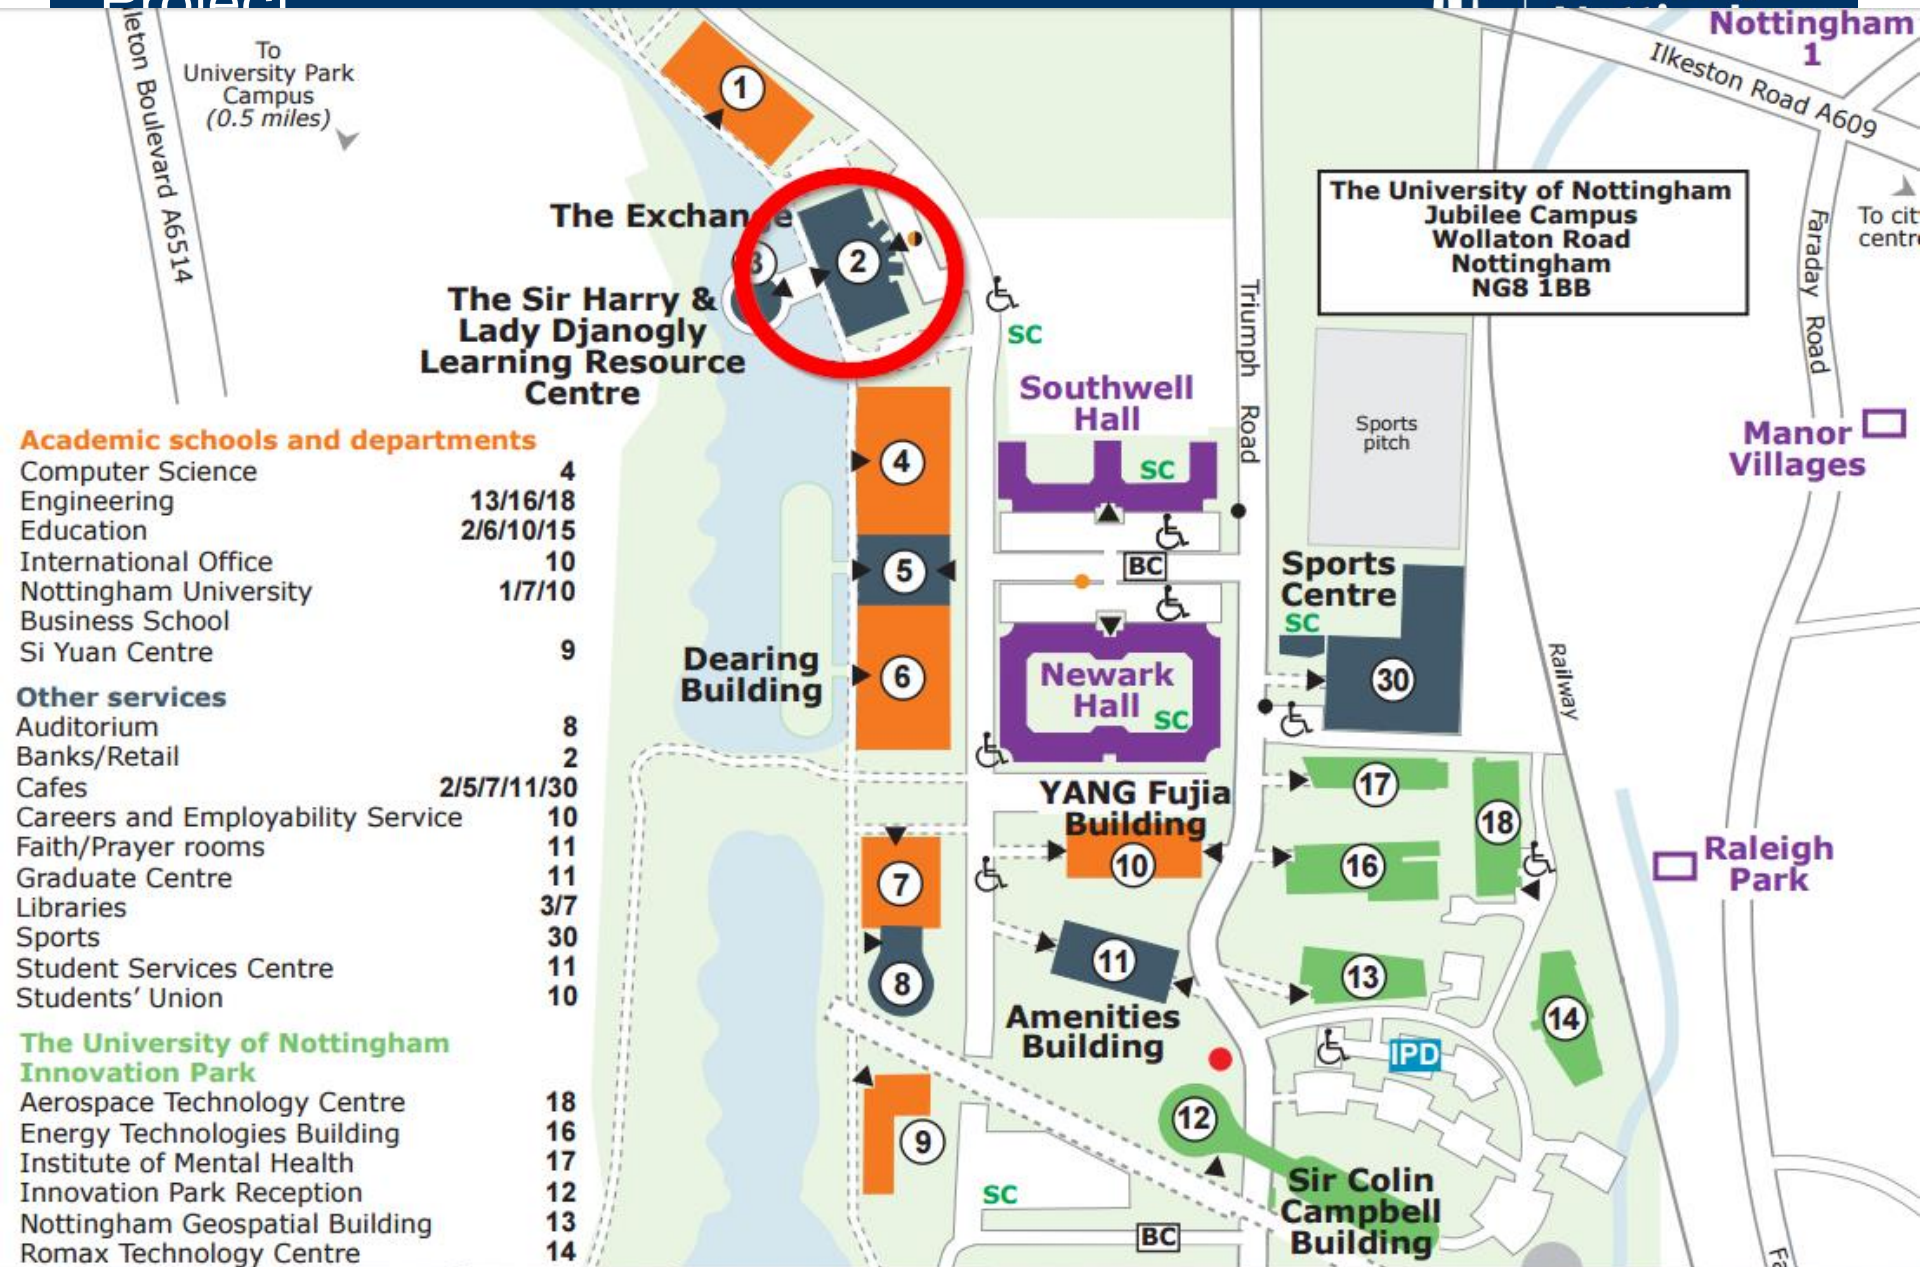 Project
To
University Park
Campus
(0.5 miles)
leton Boulevard A6514
1
The Exchange
3
2
The Sir Harry &
Lady Djanogly
Learning Resource
Centre
SC
Southwell
Hall
SC
Triumph Road
Nottingham
1
Ilkeston Road A609
The University of Nottingham
Jubilee Campus
Wollaton Road
Nottingham
NG8 1BB
Faraday Road
To cit
centre
Sports
pitch
Manor
Villages
Academic schools and departments
Computer Science 4
Engineering 13/16/18
Education 2/6/10/15
International Office 10
Nottingham University 1/7/10
Business School
Si Yuan Centre 9
Other services
Auditorium 8
Banks/Retail 2
Cafes 2/5/7/11/30
Careers and Employability Service 10
Faith/Prayer rooms 11
Graduate Centre 11
Libraries 3/7
Sports 30
Student Services Centre 11
Students' Union 10
The University of Nottingham
Innovation Park
Aerospace Technology Centre 18
Energy Technologies Building 16
Institute of Mental Health 17
Innovation Park Reception 12
Nottingham Geospatial Building 13
Romax Technology Centre 14
4
5
BC
6
Dearing
Building
Newark
Hall
SC
Sports
Centre
SC
30
Railway
YANG Fujia
Building
10
17
18
16
Raleigh
Park
7
8
11
Amenities
Building
13
14
IPD
12
9
SC
BC
Sir Colin
Campbell
Building
Fa